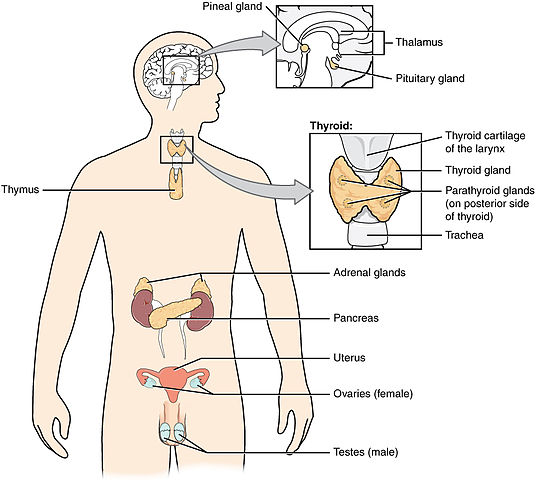 Pineal gland
Thalamus
Pituitary gland
Thyroid:
Thyroid cartilage
of the larynx
Thyroid gland
Parathyroid glands
(on posterior side
of thyroid)
Trachea
Thymus
Adrenal glands
Pancreas
Uterus
Ovaries (female)
Testes (male)